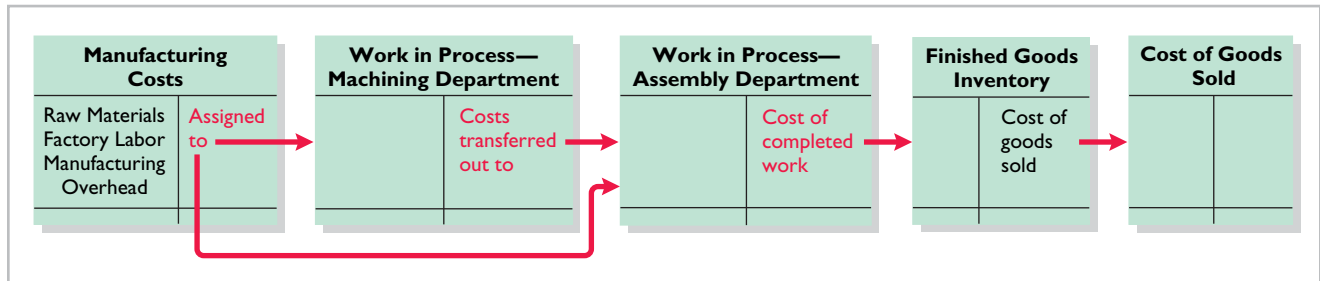 Manufacturing
Costs
Raw Materials
Factory Labor
Manufacturing
Overhead
Assigned
to
Work in Process—
Machining Department
Costs
transferred
out to
Work in Process—
Assembly Department
Cost of
completed
work
Finished Goods
Inventory
Cost of
goods
sold
Cost of Goods
Sold